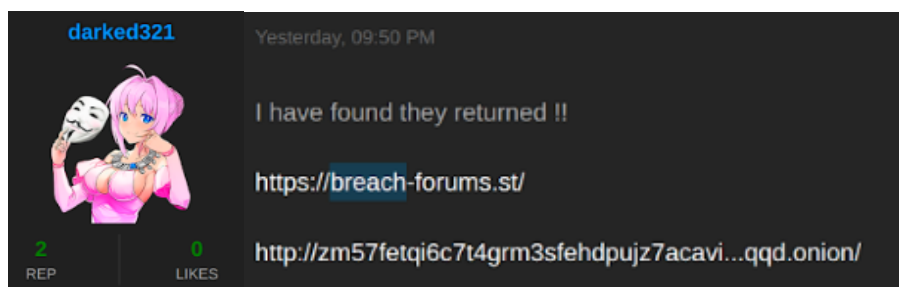 darked321
Yesterday, 09:50 PM
I have found they returned !!
https://breach-forums.st/
http://zm57fetqi6c7t4grm3sfehdpujz7acavi...qqd.onion/
2
0
REP
LIKES